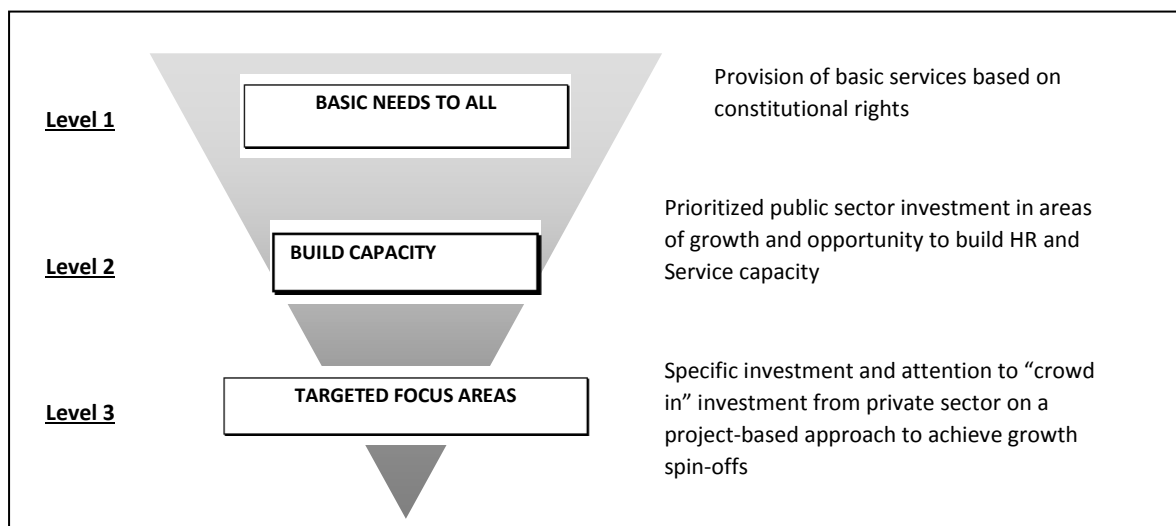 Level 1
BASIC NEEDS TO ALL
Provision of basic services based on
constitutional rights
Level 2
BUILD CAPACITY
Prioritized public sector investment in areas
of growth and opportunity to build HR and
Service capacity
Level 3
TARGETED FOCUS AREAS
Specific investment and attention to “crowd
in” investment from private sector on a
project-based approach to achieve growth
spin-offs